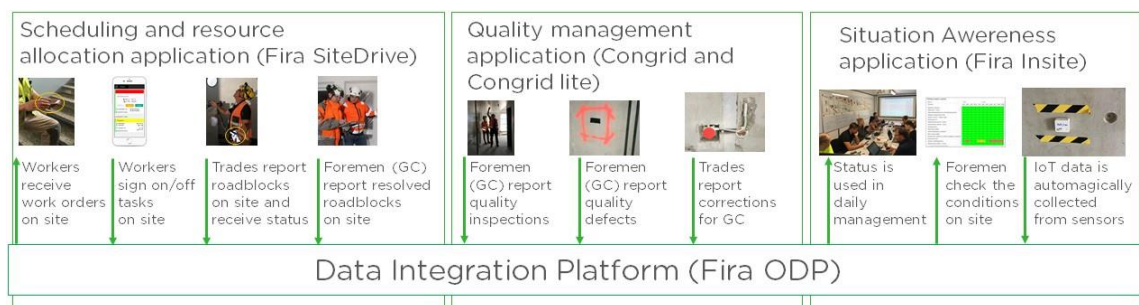 Scheduling and resource
allocation application (Fira SiteDrive)
Workers
receive
work orders
on site
Workers
sign on/off
tasks
on site
Trades report
roadblocks
on site and
receive status
Foremen (GC)
report resolved
roadblocks
on site
Quality management
application (Congrid and
Congrid lite)
Foremen
(GC) report
quality
inspections
Foremen
(GC) report
quality
defects
Trades
report
corrections
for GC
Situation Awereness
application (Fira Insite)
Status is
used in
daily
management
Foremen
check the
conditions
on site
IoT data is
automagically
collected
from sensors
Data Integration Platform (Fira ODP)